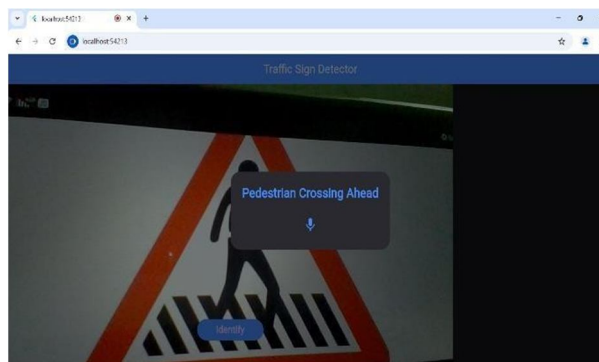 localhost:54213
localhost:54213
Traffic Sign Detector
Pedestrian Crossing Ahead
Identify